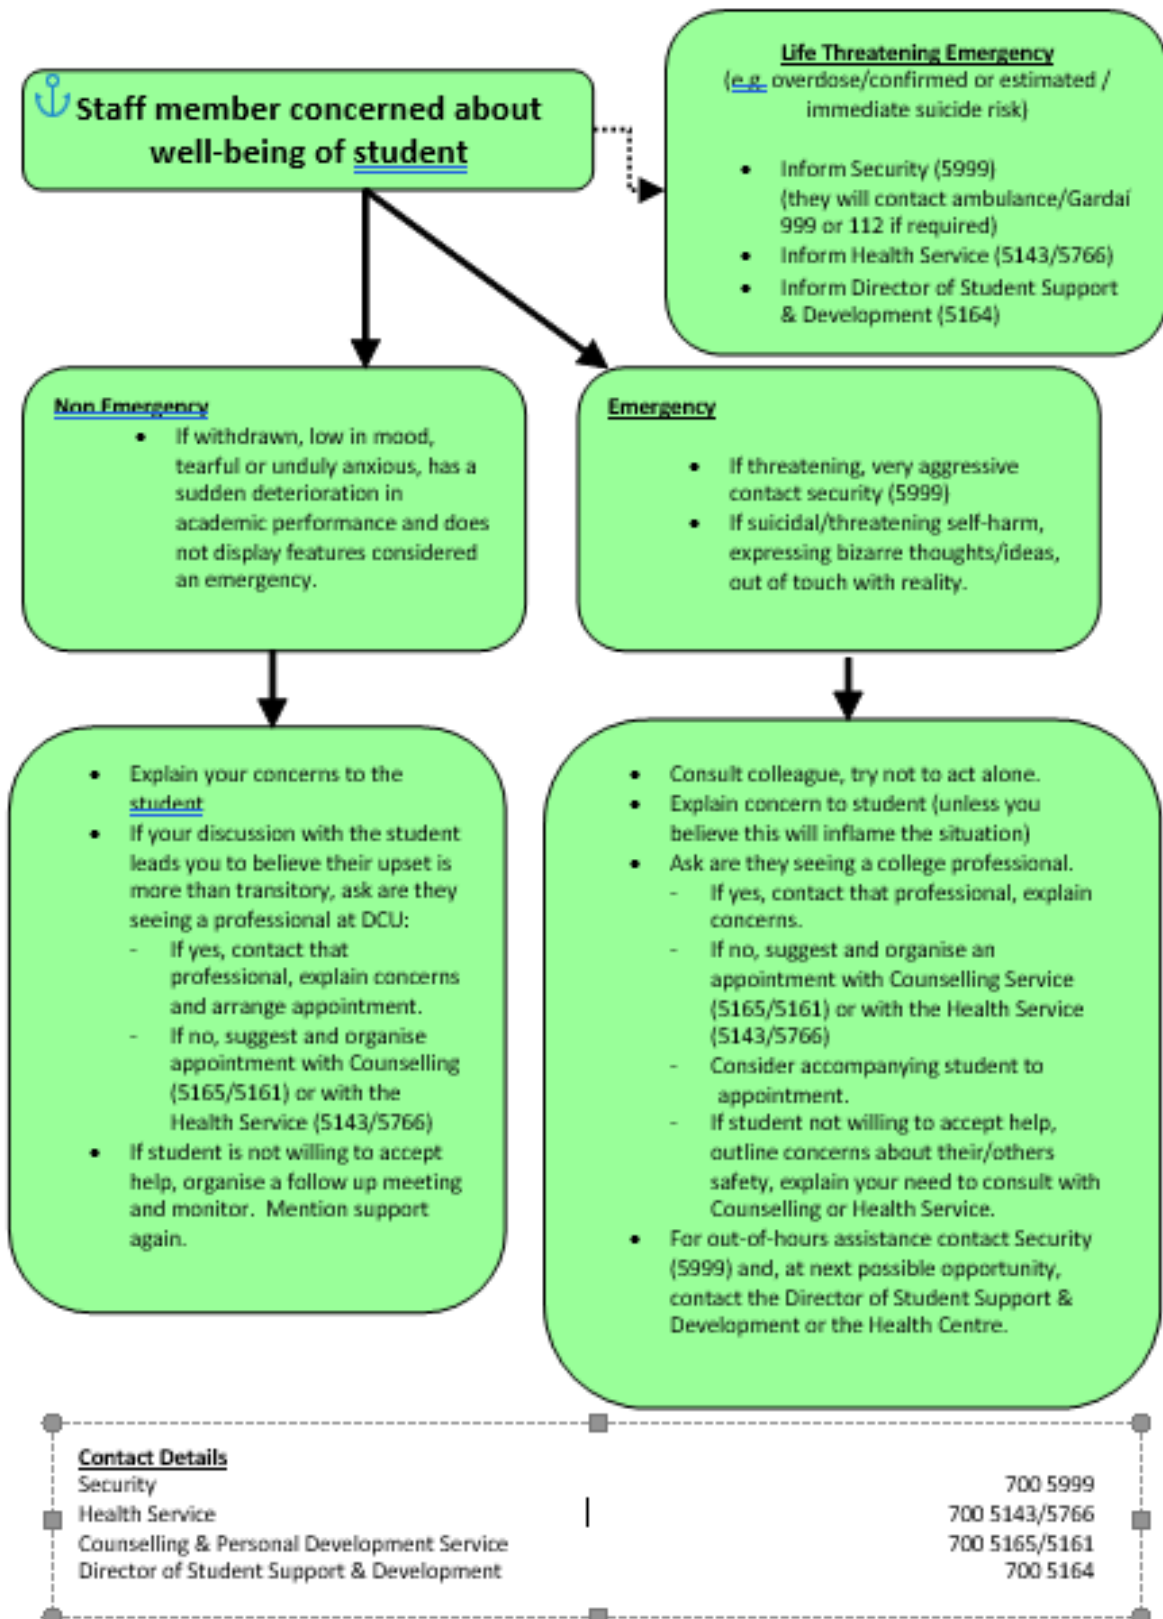 Staff member concerned about
well-being of student
Life Threatening Emergency
(e.g. overdose/confirmed or estimated /
immediate suicide risk)
• Inform Security (5999)
(they will contact ambulance/Gardaí
999 or 112 if required)
• Inform Health Service (5143/5766)
• Inform Director of Student Support
& Development (5164)
Non Emergency
• If withdrawn, low in mood,
tearful or unduly anxious, has a
sudden deterioration in
academic performance and does
not display features considered
an emergency.
Emergency
• If threatening, very aggressive
contact security (5999)
• If suicidal/threatening self-harm,
expressing bizarre thoughts/ideas,
out of touch with reality.
• Explain your concerns to the
student
• If your discussion with the student
leads you to believe their upset is
more than transitory, ask are they
seeing a professional at DCU:
- If yes, contact that
professional, explain concerns
and arrange appointment.
- If no, suggest and organise
appointment with Counselling
(5165/5161) or with the
Health Service (5143/5766)
• If student is not willing to accept
help, organise a follow up meeting
and monitor. Mention support
again.
• Consult colleague, try not to act alone.
• Explain concern to student (unless you
believe this will inflame the situation)
• Ask are they seeing a college professional.
- If yes, contact that professional, explain
concerns.
- If no, suggest and organise an
appointment with Counselling Service
(5165/5161) or with the Health Service
(5143/5766)
- Consider accompanying student to
appointment.
- If student not willing to accept help,
outline concerns about their/others
safety, explain your need to consult with
Counselling or Health Service.
• For out-of-hours assistance contact Security
(5999) and, at next possible opportunity,
contact the Director of Student Support &
Development or the Health Centre.
Contact Details
Security 700 5999
Health Service 700 5143/5766
Counselling & Personal Development Service 700 5165/5161
Director of Student Support & Development 700 5164